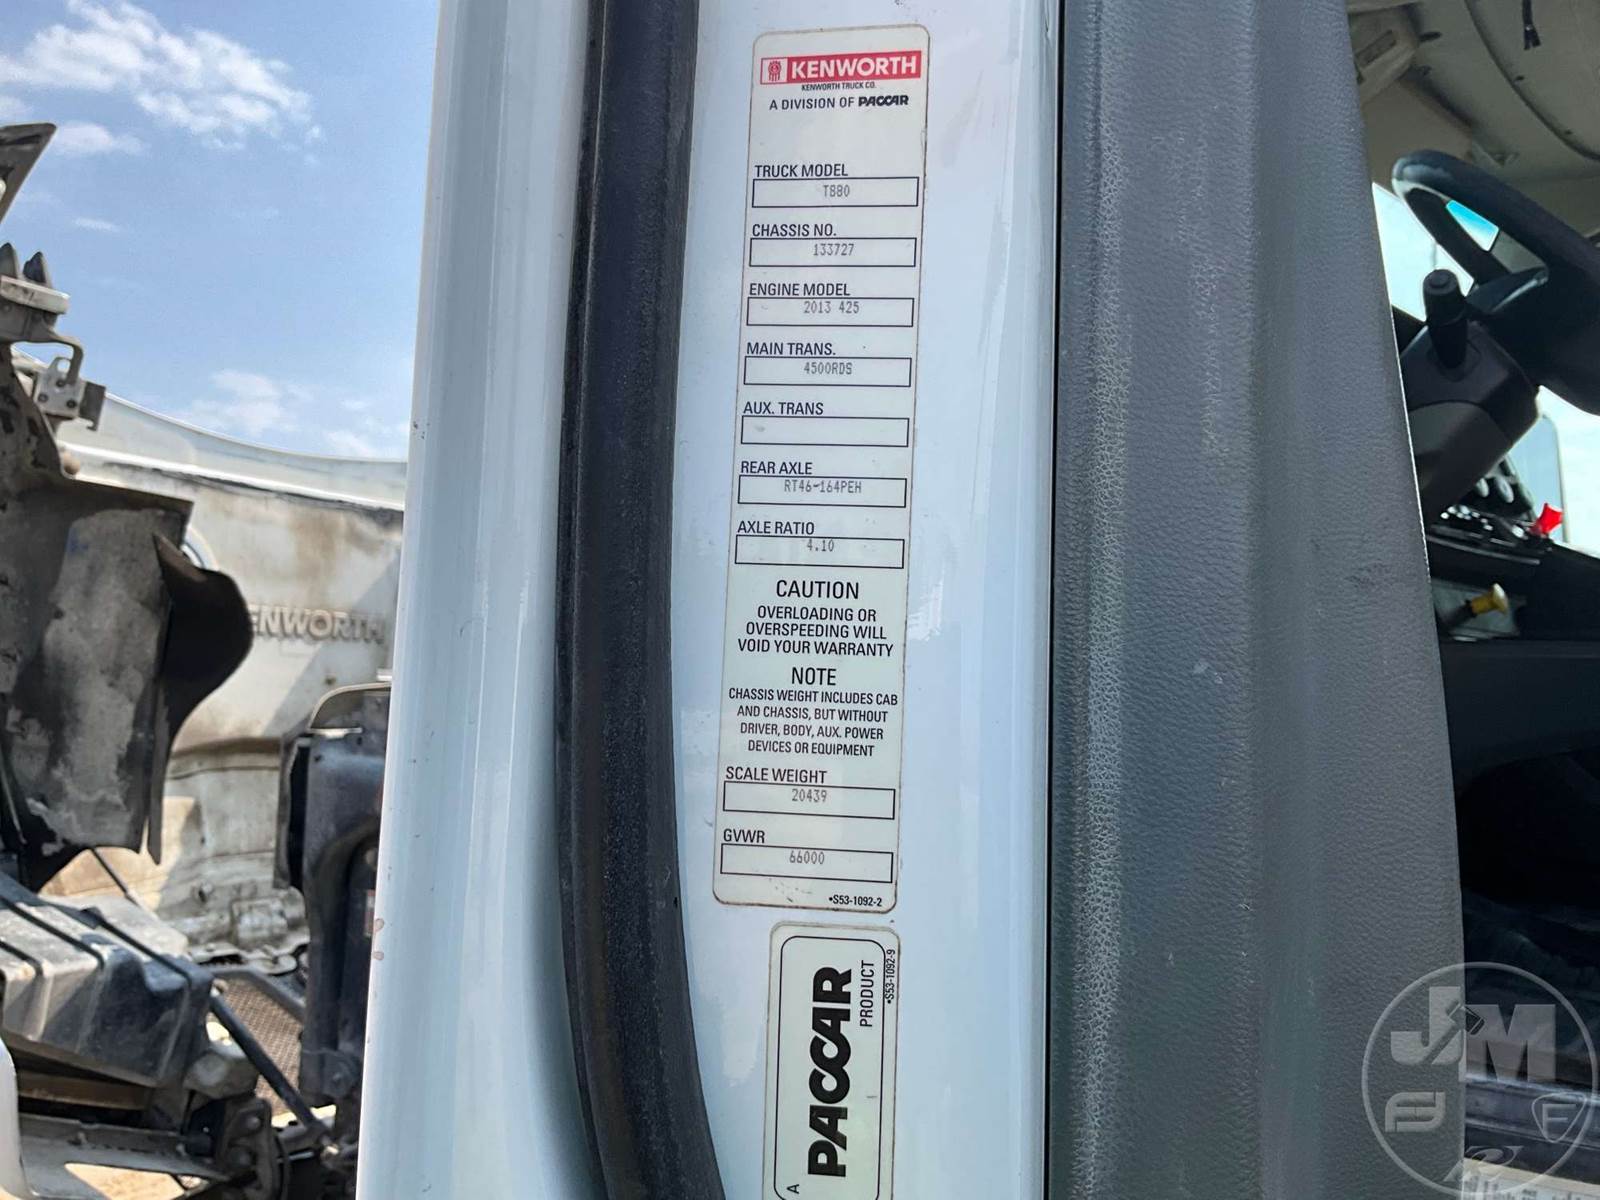 KENWORTH
KENWORTH TRUCK CO.
A DIVISION OF PACCAR
TRUCK MODEL
T880
CHASSIS NO.
133727
ENGINE MODEL
2013 425
MAIN TRANS.
4500RDS
AUX. TRANS
REAR AXLE
RT46-164PEH
AXLE RATIO
4.10
CAUTION
OVERLOADING OR
OVERSPEEDING WILL
VOID YOUR WARRANTY
NOTE
CHASSIS WEIGHT INCLUDES CAB
AND CHASSIS, BUT WITHOUT
DRIVER, BODY, AUX. POWER
DEVICES OR EQUIPMENT
SCALE WEIGHT
20439
GVWR
66000
•S53-1092-2
A PACCAR
PRODUCT
•S53-1092-9
ENWORTH
JM